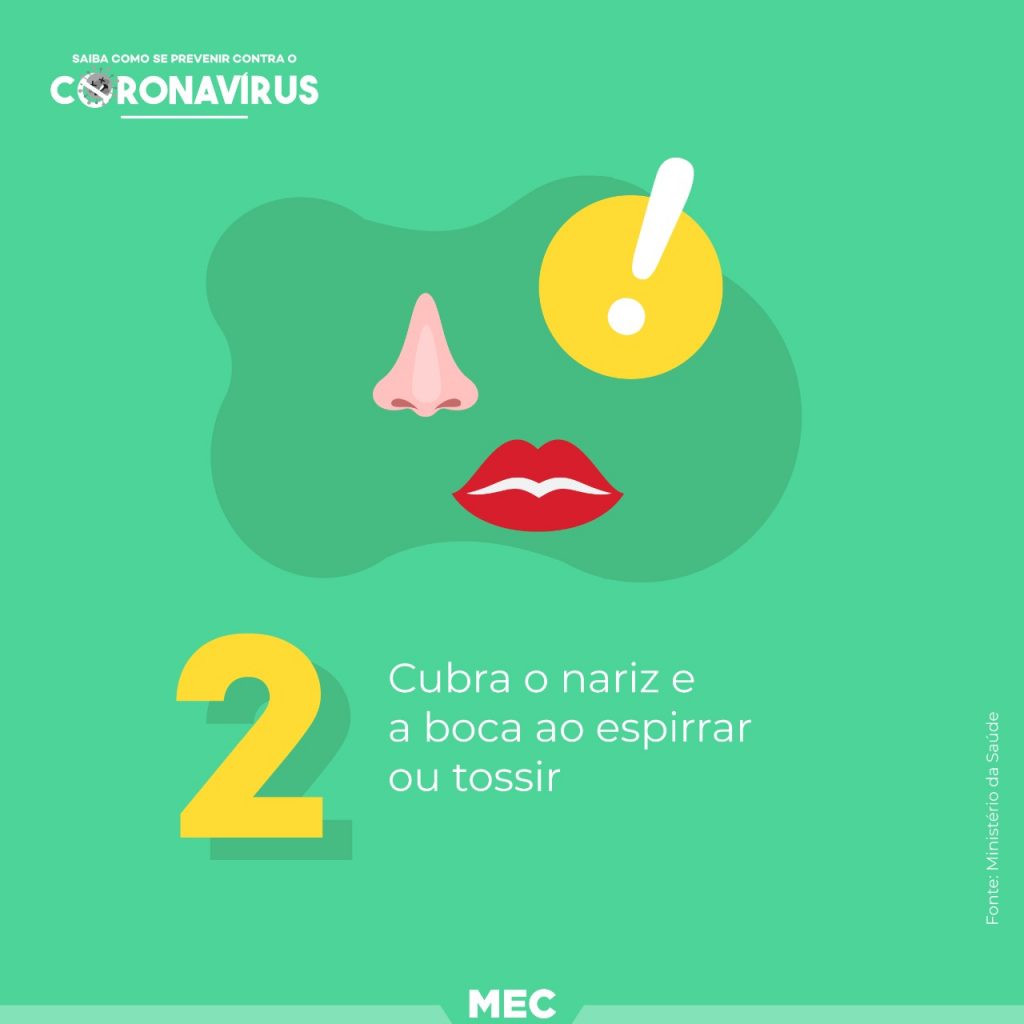 SAIBA COMO SE PREVENIR CONTRA O
CORONAVÍRUS
!
2
Cubra o nariz e
a boca ao espirrar
ou tossir
Fonte: Ministério da Saúde
MEC